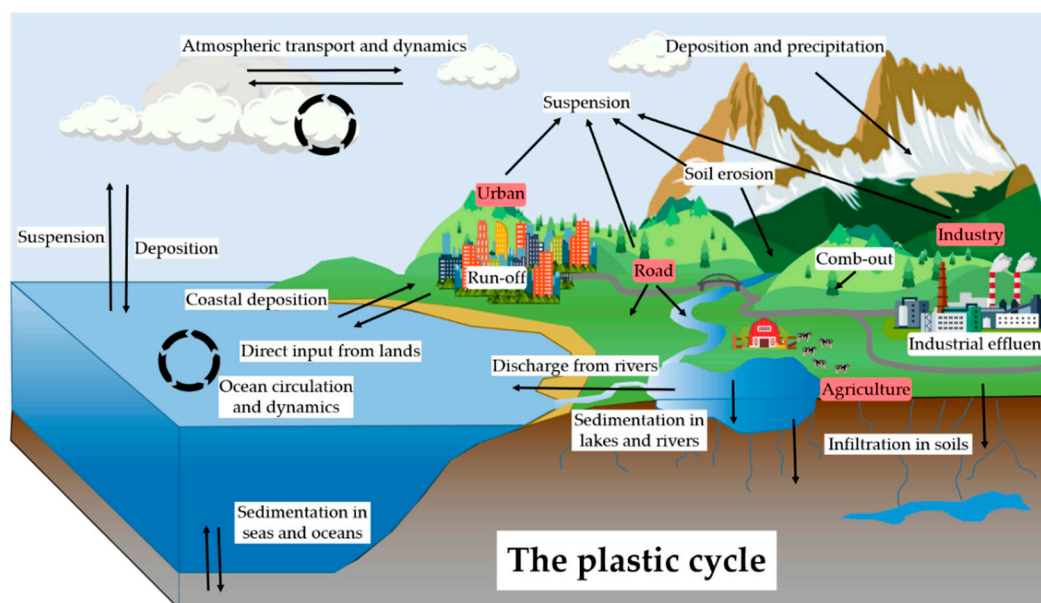 Atmospheric transport and dynamics
Deposition and precipitation
Suspension
Soil erosion
Urban
Suspension
Deposition
Industry
Run-off
Road
Comb-out
Coastal deposition
Industrial effluen
Direct input from lands
Discharge from rivers
Ocean circulation
and dynamics
Agriculture
Sedimentation in
lakes and rivers
Infiltration in soils
Sedimentation in
seas and oceans
The plastic cycle